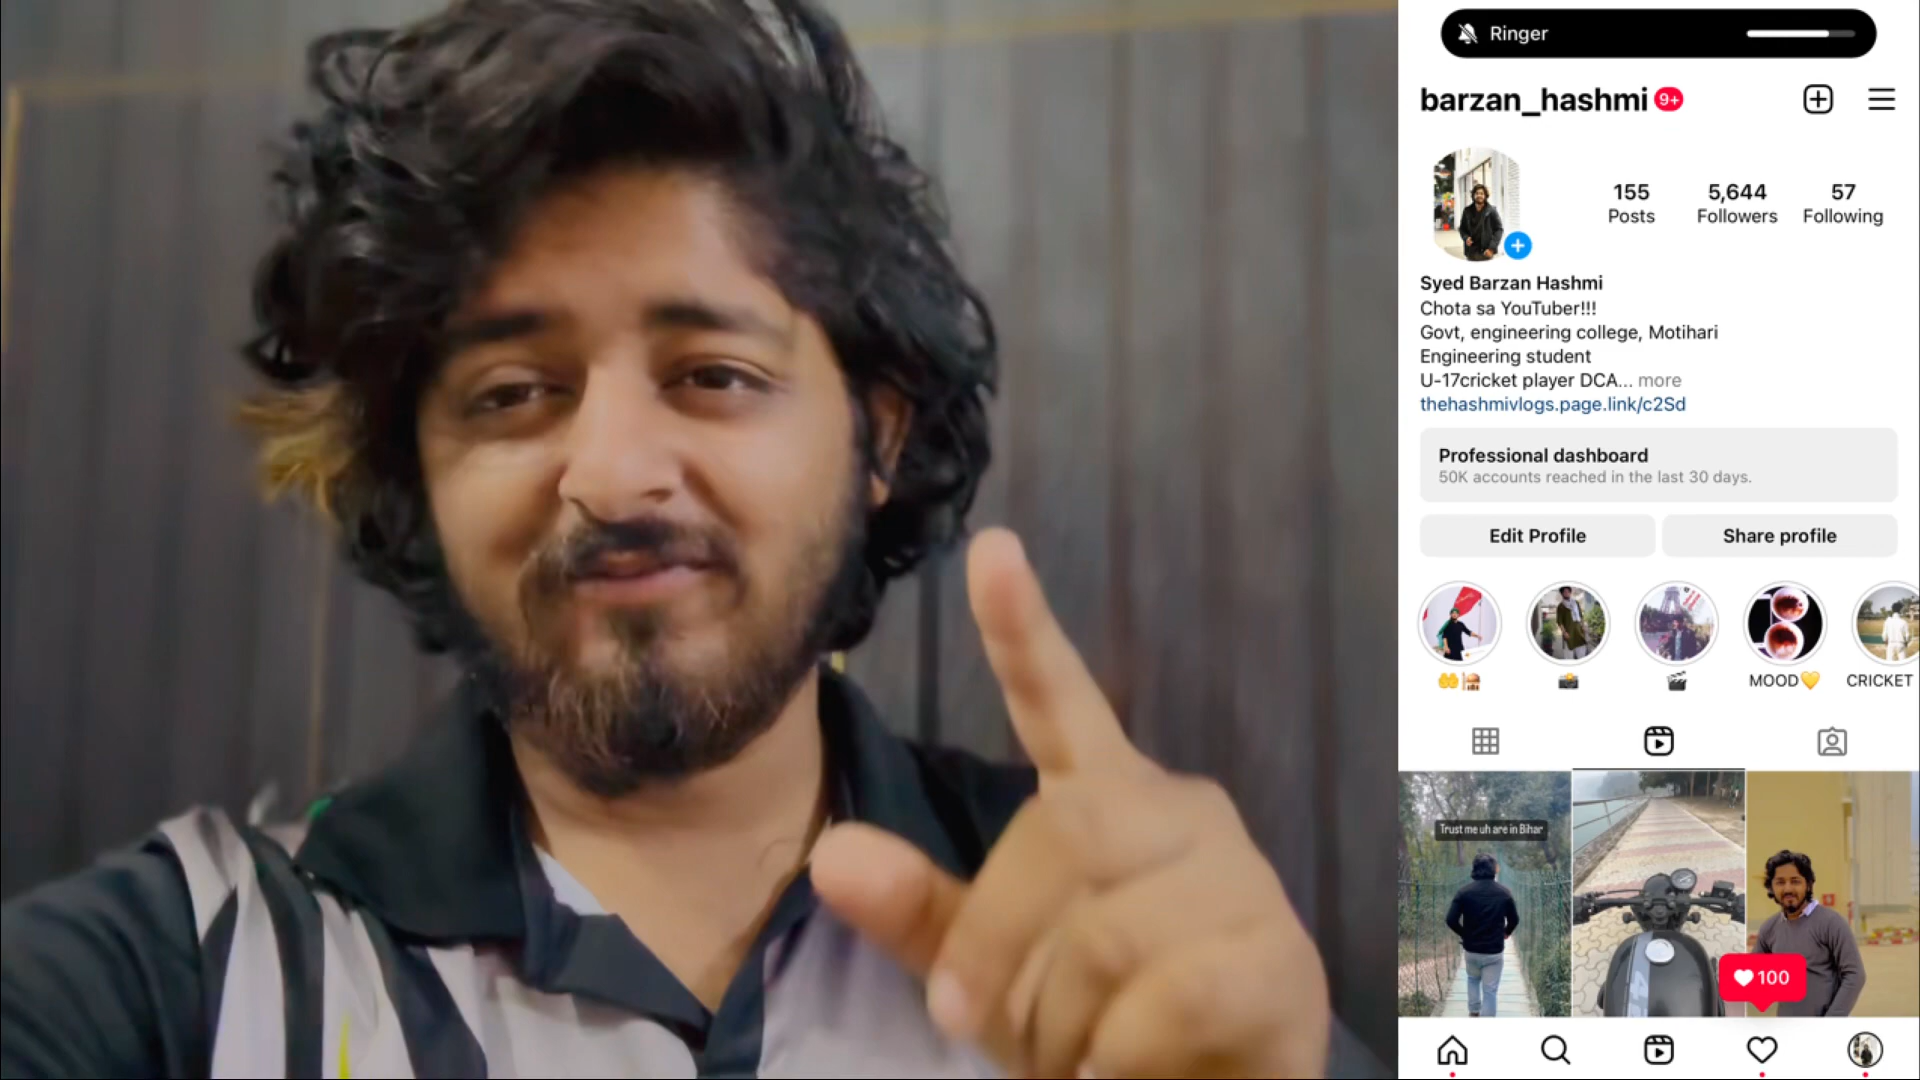 Ringer
barzan_hashmi 9+
155 5,644 57
Posts Followers Following
Syed Barzan Hashmi
Chota sa YouTuber!!!
Govt, engineering college, Motihari
Engineering student
U-17cricket player DCA... more
thehashmivlogs.page.link/c2Sd
Professional dashboard
50K accounts reached in the last 30 days.
Edit Profile Share profile
MOOD💛 CRICKET
Trust me uh are in Bihar
100